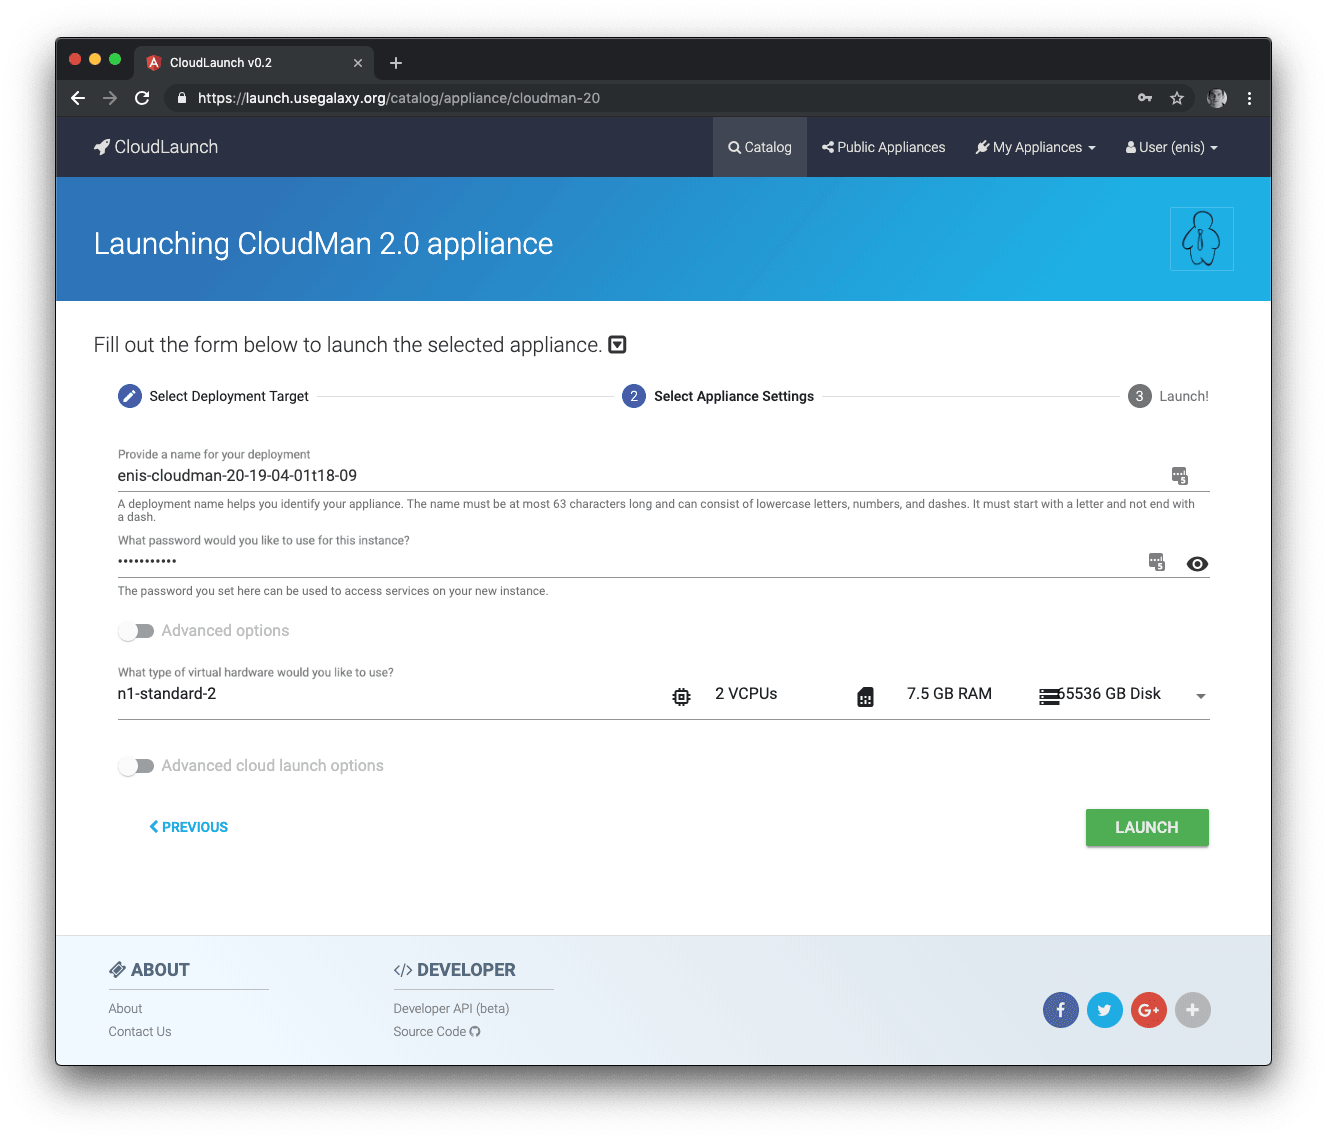 CloudLaunch v0.2
https://launch.usegalaxy.org/catalog/appliance/cloudman-20
CloudLaunch
Catalog
Public Appliances
My Appliances
User (enis)
Launching CloudMan 2.0 appliance
Fill out the form below to launch the selected appliance.
Select Deployment Target
2 Select Appliance Settings
3 Launch!
Provide a name for your deployment
enis-cloudman-20-19-04-01t18-09
5
A deployment name helps you identify your appliance. The name must be at most 63 characters long and can consist of lowercase letters, numbers, and dashes. It must start with a letter and not end with
a dash.
What password would you like to use for this instance?
•••••••••••
5
The password you set here can be used to access services on your new instance.
Advanced options
What type of virtual hardware would you like to use?
n1-standard-2 2 VCPUs 7.5 GB RAM 65536 GB Disk
Advanced cloud launch options
PREVIOUS
LAUNCH
ABOUT
About
Contact Us
</> DEVELOPER
Developer API (beta)
Source Code
f
G+